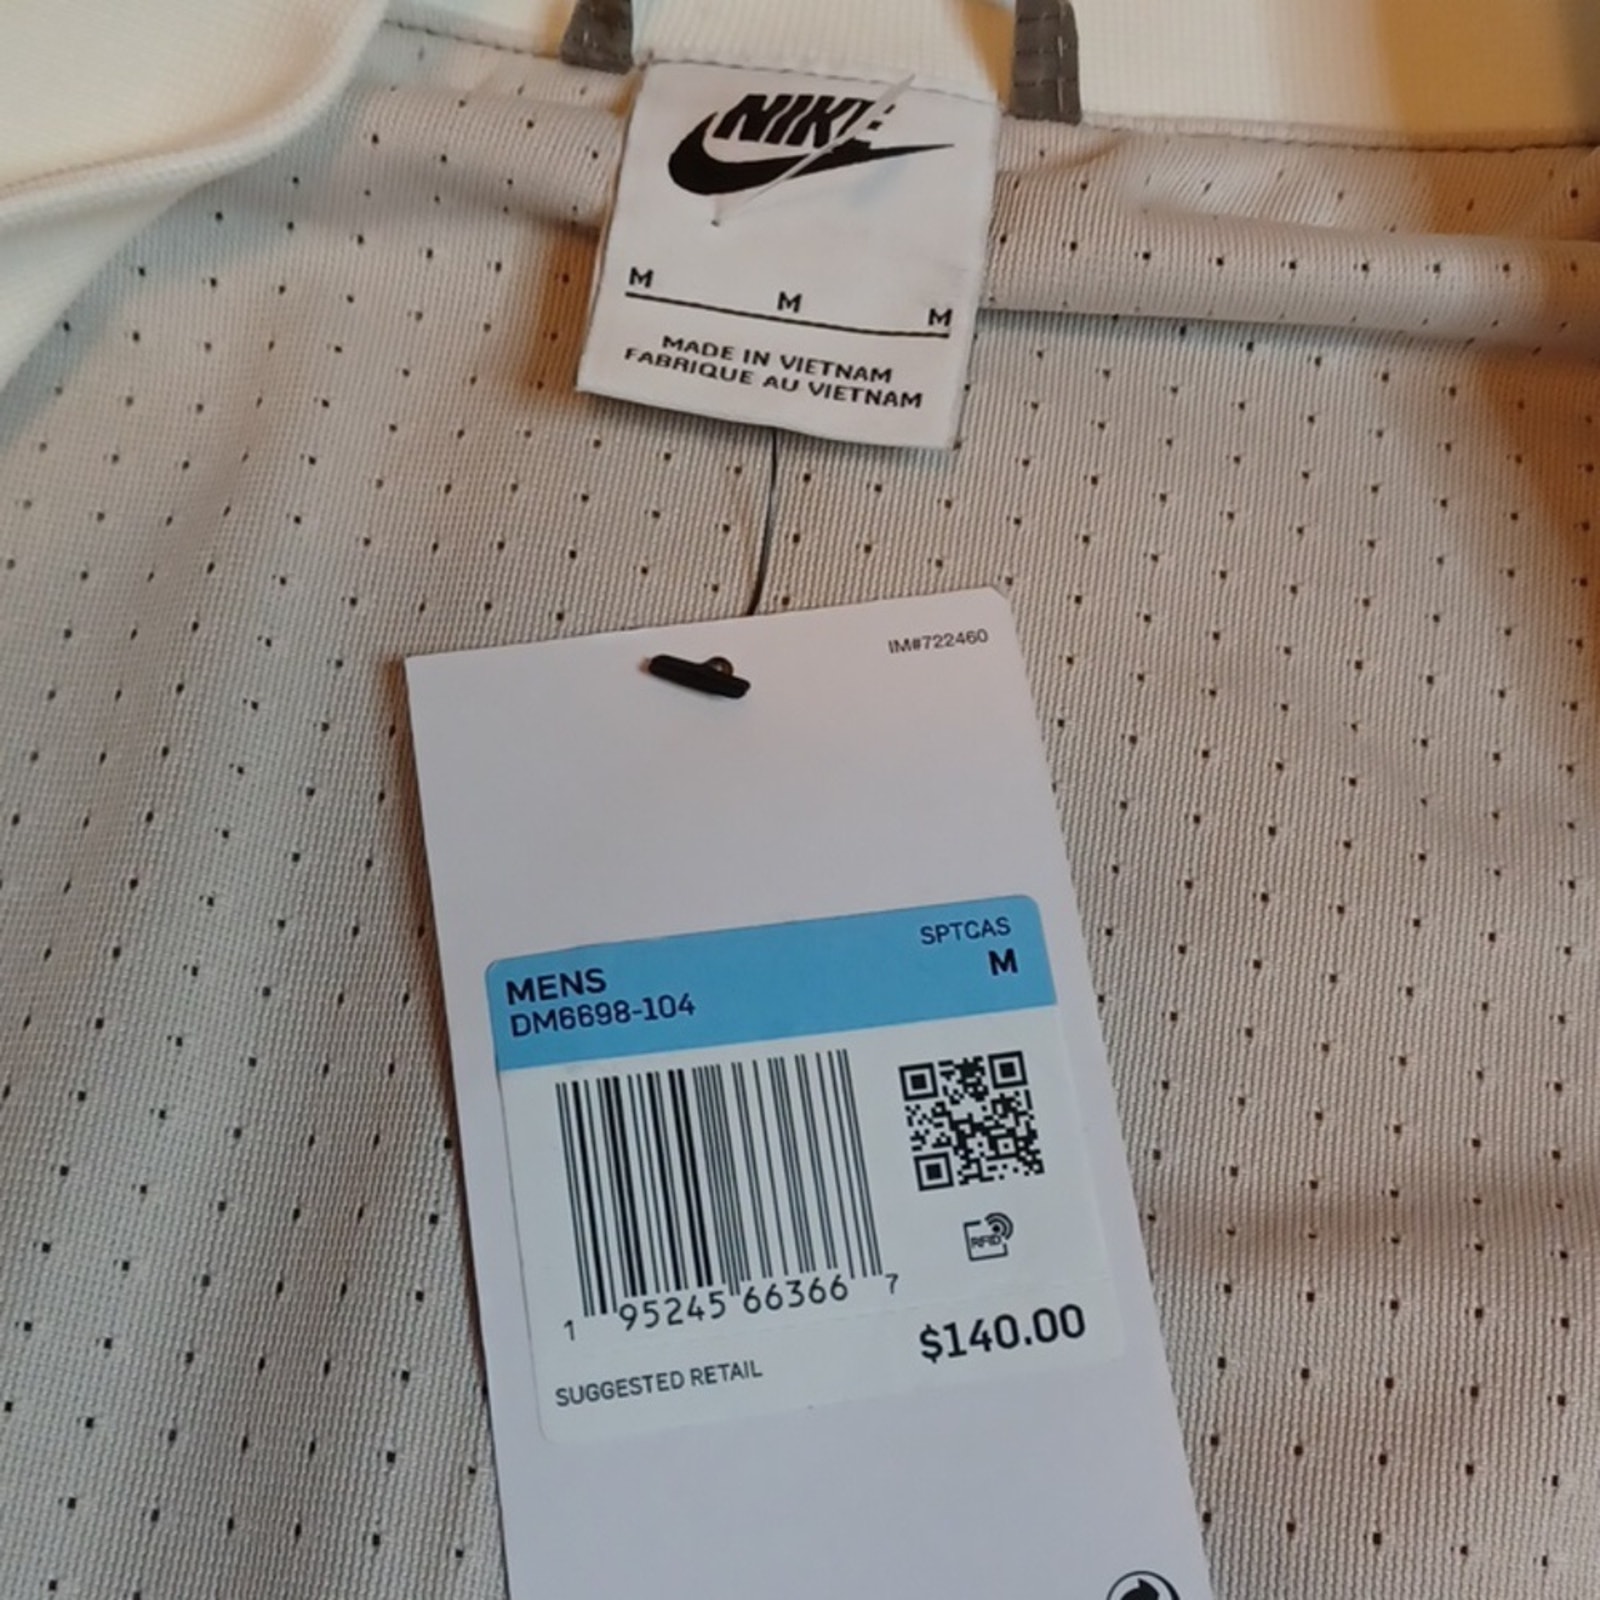 NIKE
M M M
MADE IN VIETNAM
FABRIQUE AU VIETNAM
IM#722460
SPTCAS
MENS M
DM6698-104
RFID
1 95245 66366 7
$140.00
SUGGESTED RETAIL